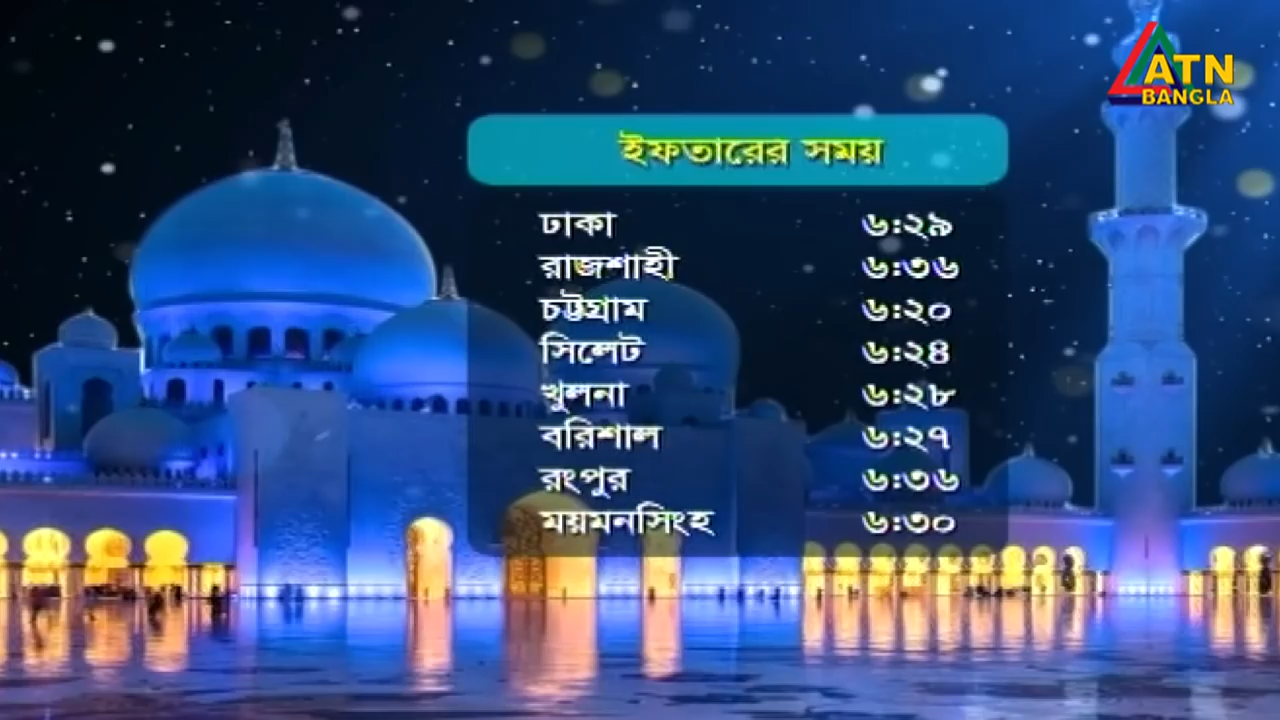 ATN
BANGLA
ইফতারের সময়
ঢাকা ৬:২৯
রাজশাহী ৬:৩৬
চট্টগ্রাম ৬:২০
সিলেট ৬:২৪
খুলনা ৬:২৮
বরিশাল ৬:২৭
রংপুর ৬:৩৬
ময়মনসিংহ ৬:৩০